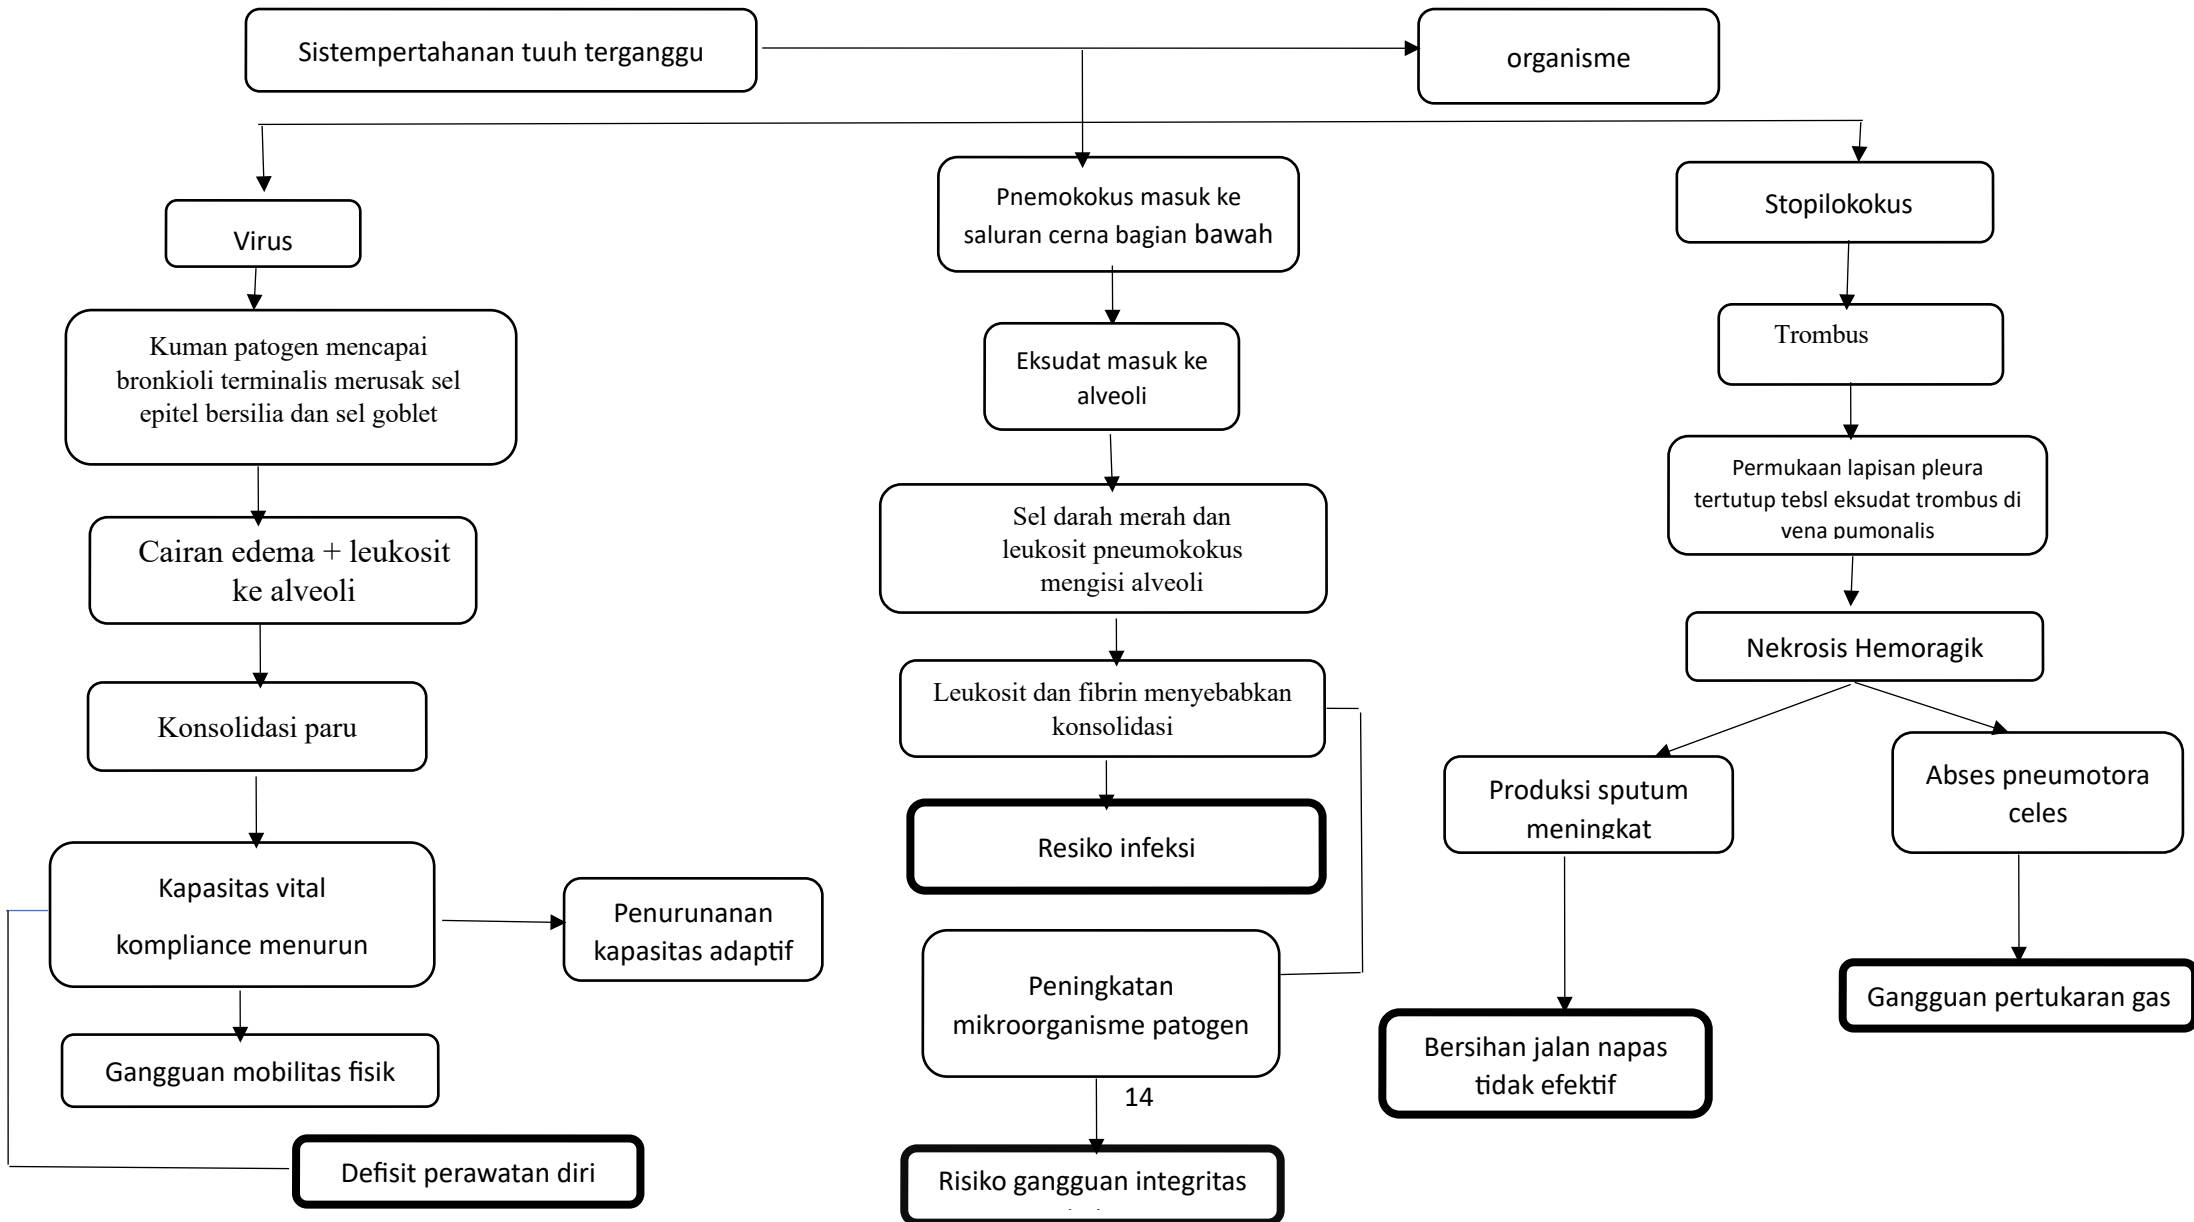 Sistempertahanan tuuh terganggu
organisme
Virus
Pnemokokus masuk ke
saluran cerna bagian bawah
Stopilokokus
Kuman patogen mencapai
bronkioli terminalis merusak sel
epitel bersilia dan sel goblet
Eksudat masuk ke
alveoli
Trombus
Cairan edema + leukosit
ke alveoli
Sel darah merah dan
leukosit pneumokokus
mengisi alveoli
Permukaan lapisan pleura
tertutup tebsl eksudat trombus di
vena pumonalis
Konsolidasi paru
Leukosit dan fibrin menyebabkan
konsolidasi
Nekrosis Hemoragik
Kapasitas vital
kompliance menurun
Penurunanan
kapasitas adaptif
Resiko infeksi
Produksi sputum
meningkat
Abses pneumotora
celes
Gangguan mobilitas fisik
Peningkatan
mikroorganisme patogen
Bersihan jalan napas
tidak efektif
Gangguan pertukaran gas
14
Defisit perawatan diri
Risiko gangguan integritas